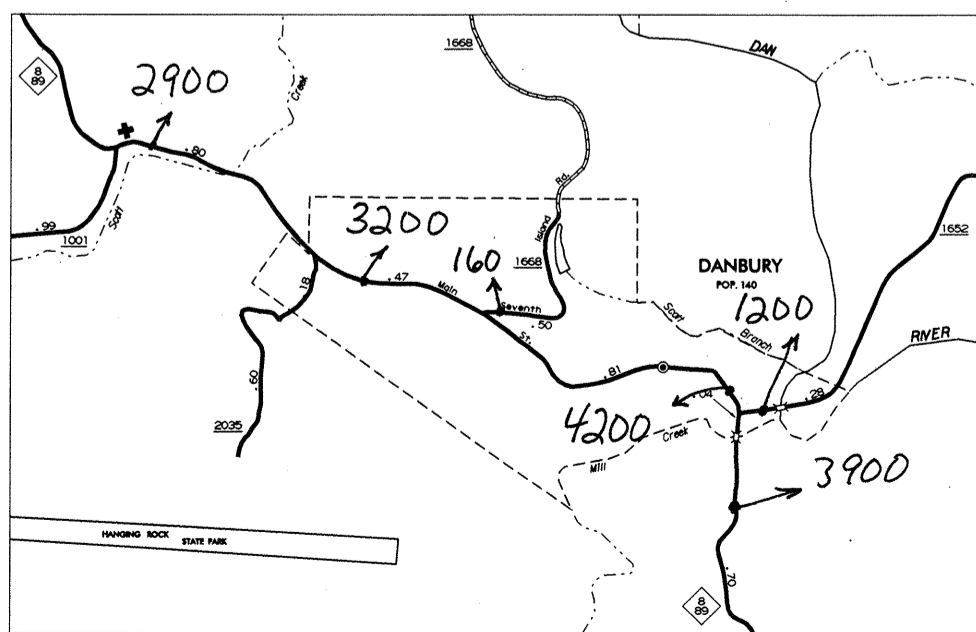 1668
DAN
8
89
2900
Creek
.80
Rd.
.99
Scott
1001
3200
Island
1652
160
1668
DANBURY
POP. 140
.18
.47
Main
Seventh
.50
St.
Scott
Branch
1200
RIVER
.60
.81
.04
.28
2035
4200
Creek
Mill
3900
HANGING ROCK STATE PARK
.70
8
89